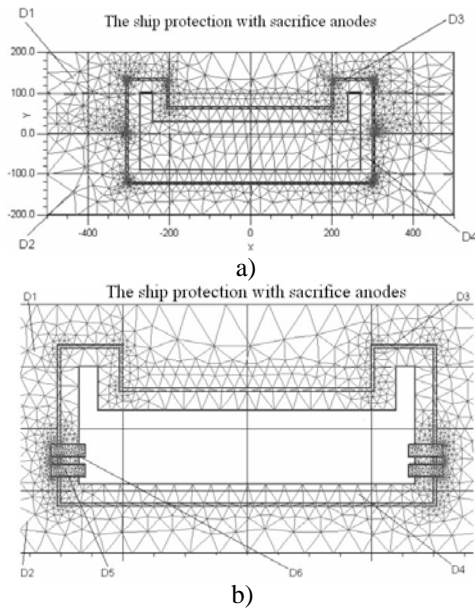 The ship protection with sacrifice anodes
D1
D3
200.0
100.0
Y
0.0
-100.0
-200.0
D2
D4
-400
-200
0
200
400
X
a)
The ship protection with sacrifice anodes
D1
D3
D2
D5
D6
D4
b)